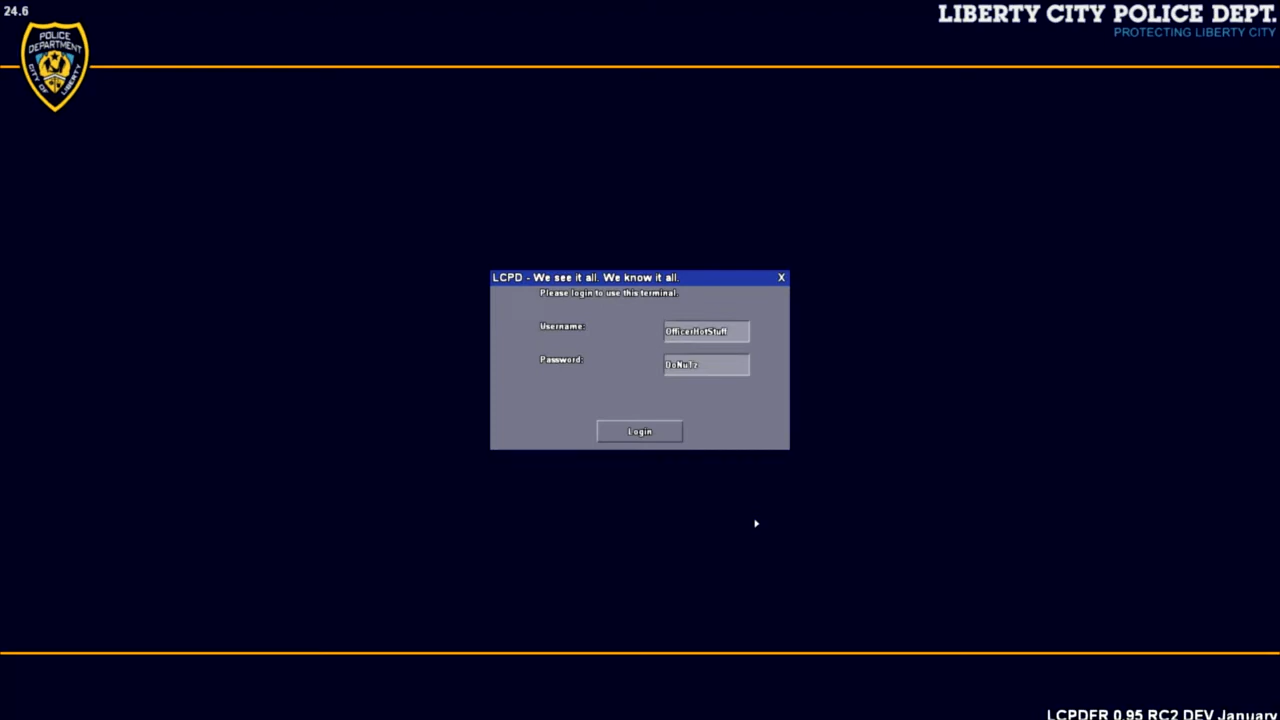 24.6
LIBERTY CITY POLICE DEPT.
PROTECTING LIBERTY CITY
POLICE
DEPARTMENT
CITY OF LIBERTY
LCPD - We see it all. We know it all.
X
Please login to use this terminal.
Username:
OfficerHotStuff
Password:
DoNuTz
Login
LCPDFR 0.95 RC2 DEV January